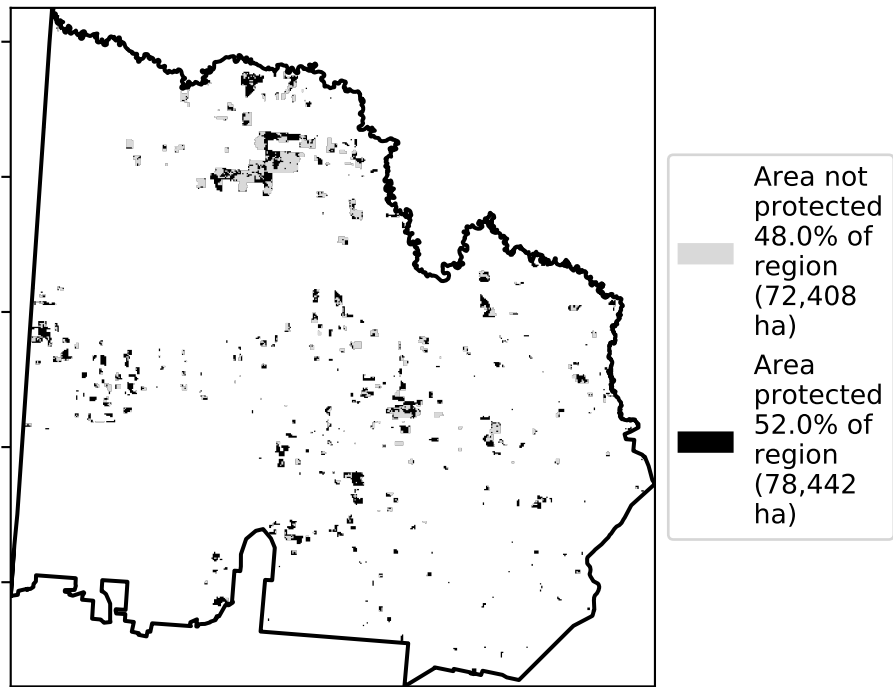 Area not
protected
48.0% of
region
(72,408
ha)
Area
protected
52.0% of
region
(78,442
ha)